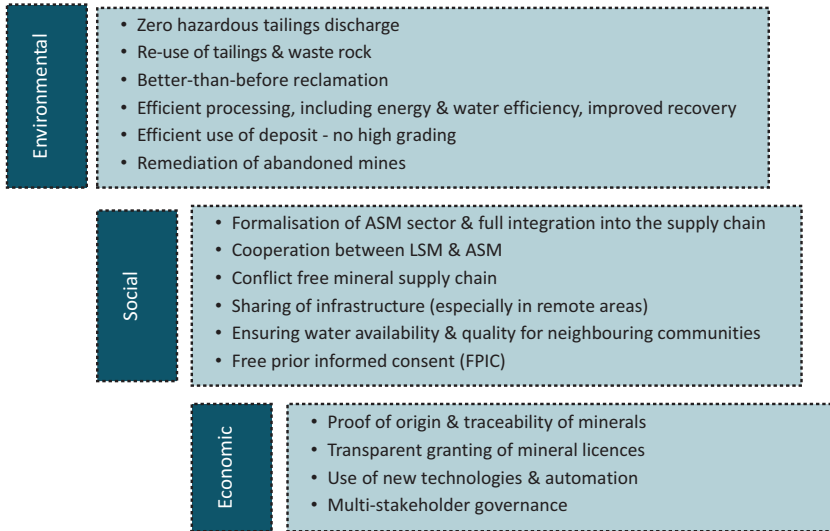 Environmental
• Zero hazardous tailings discharge
• Re-use of tailings & waste rock
• Better-than-before reclamation
• Efficient processing, including energy & water efficiency, improved recovery
• Efficient use of deposit - no high grading
• Remediation of abandoned mines
Social
• Formalisation of ASM sector & full integration into the supply chain
• Cooperation between LSM & ASM
• Conflict free mineral supply chain
• Sharing of infrastructure (especially in remote areas)
• Ensuring water availability & quality for neighbouring communities
• Free prior informed consent (FPIC)
Economic
• Proof of origin & traceability of minerals
• Transparent granting of mineral licences
• Use of new technologies & automation
• Multi-stakeholder governance